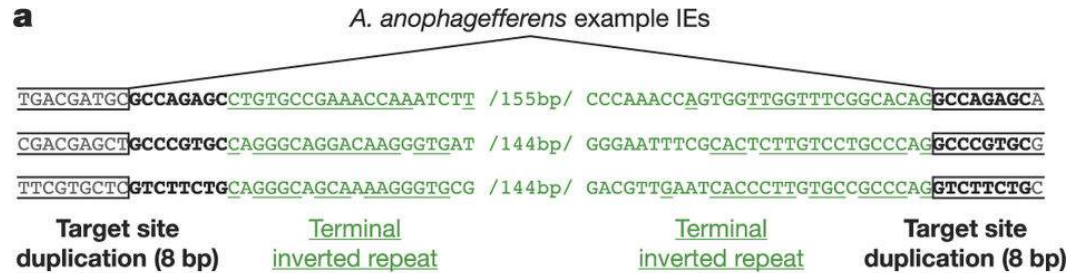 a
A. anophagefferens example IEs
TGACGATGCGCCAGAGCCTGTGCCGAAACCAAATCTT /155bp/ CCCAAACCAGTGGTTGGTTTCGGCACAGGCCAGAGCA
CGACGAGCTGCCCGTGCCAGGGCAGGACAAGGGTGAT /144bp/ GGGAATTTCGCACTCTTGTCCTGCCCAGGCCCGTGCG
TTCGTGCTCGTCTTCTGCAGGGCAGCAAAAGGGTGCG /144bp/ GACGTTGAATCACCCTTGTGCCGCCCAGGTCTTCTGC
Target site Terminal Terminal Target site
duplication (8 bp) inverted repeat inverted repeat duplication (8 bp)